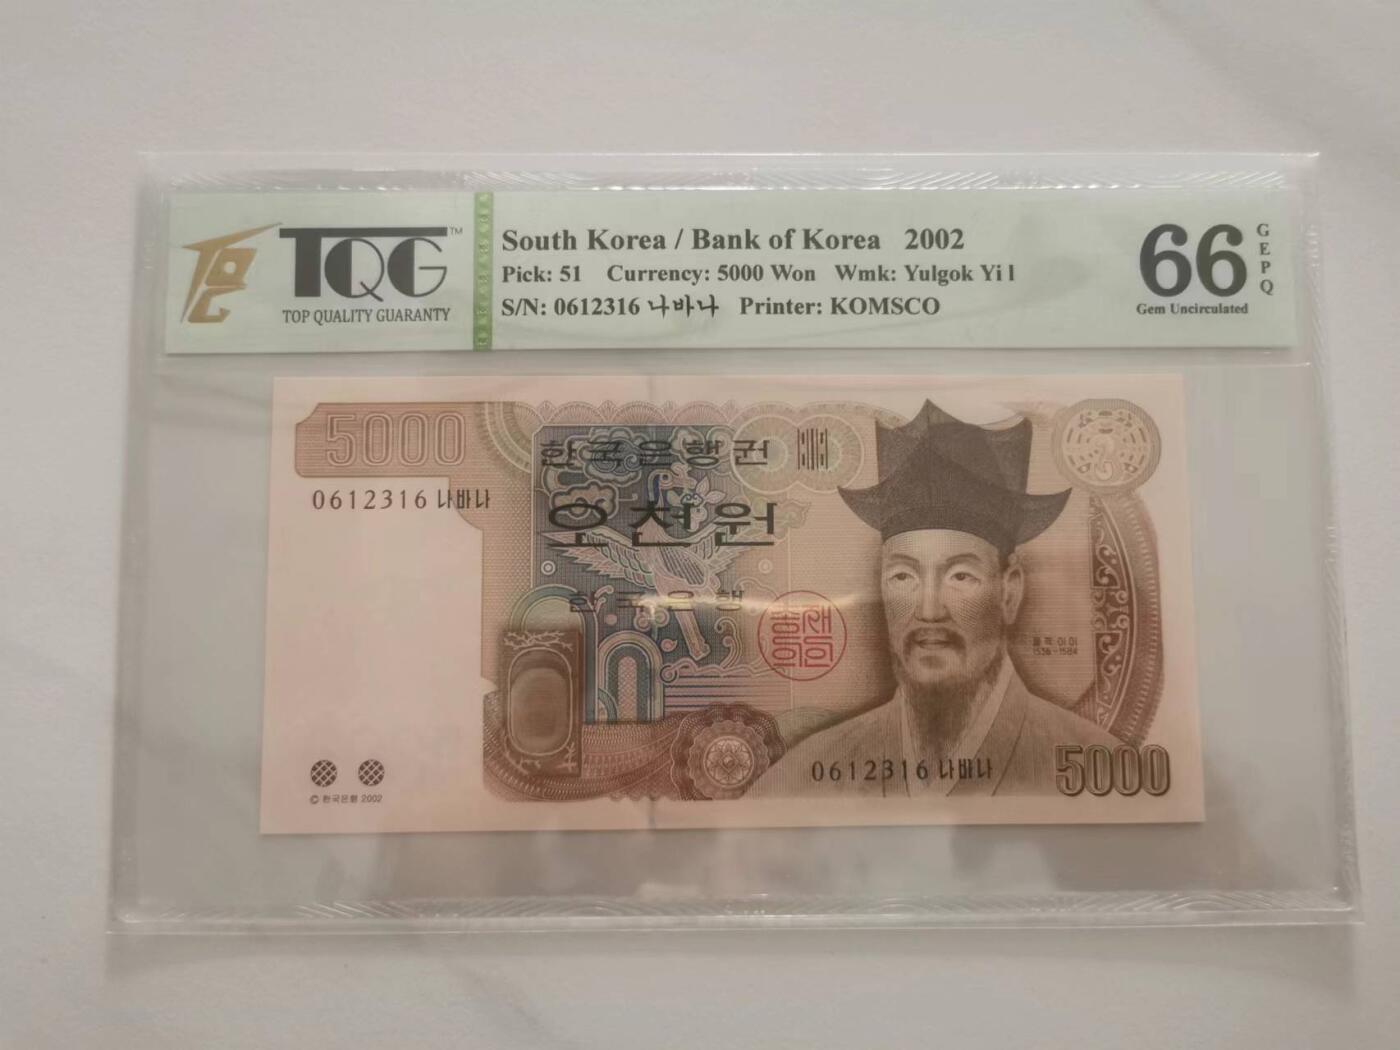 TQG™
TOP QUALITY GUARANTY
South Korea / Bank of Korea 2002
Pick: 51 Currency: 5000 Won Wmk: Yulgok Yi I
S/N: 0612316 나바나 Printer: KOMSCO
66
GEPQ
Gem Uncirculated
5000
한국은행권
0612316 나바나
오천원
한국은행
율곡 이이
1536-1584
0612316 나바나
5000
© 한국은행 2002